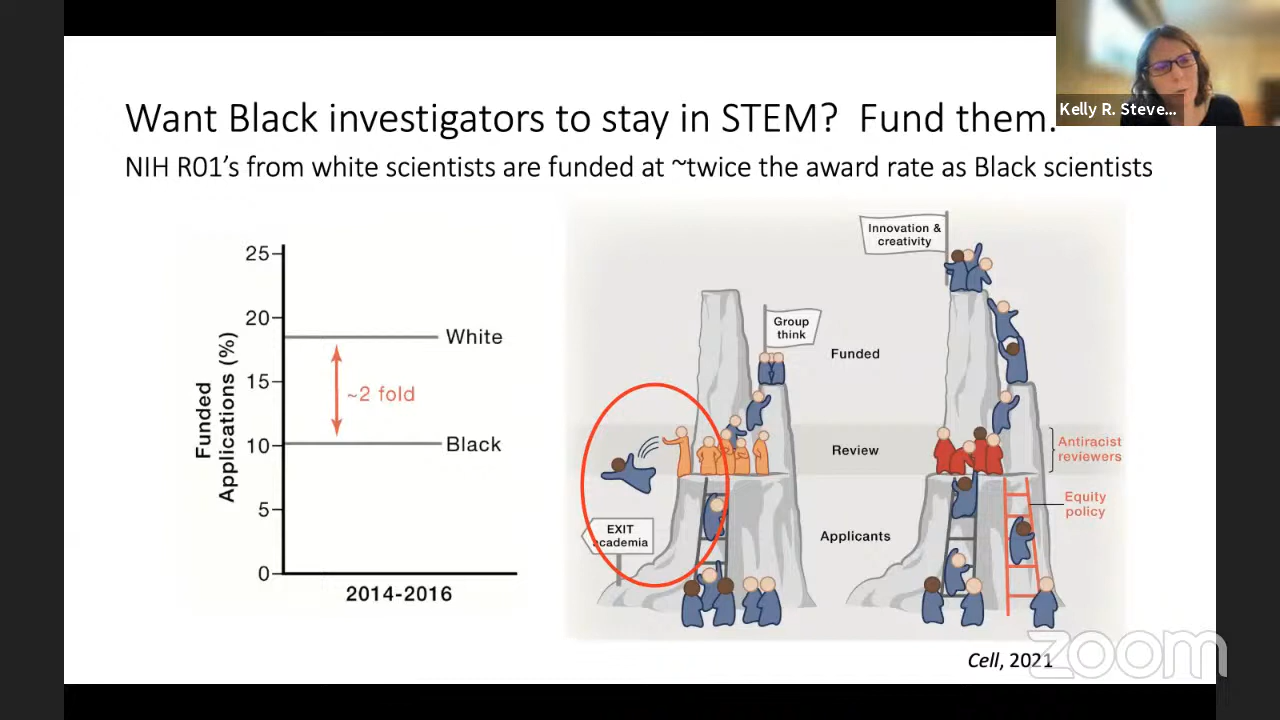 Kelly R. Steve...
Want Black investigators to stay in STEM? Fund them.
NIH R01's from white scientists are funded at ~twice the award rate as Black scientists
Funded
Applications (%)
25
20
15
10
5
0
White
~2 fold
Black
2014-2016
Innovation &
creativity
Group
think
Funded
Review
Antiracist
reviewers
Equity
policy
EXIT
academia
Applicants
Cell, 2021
zoom